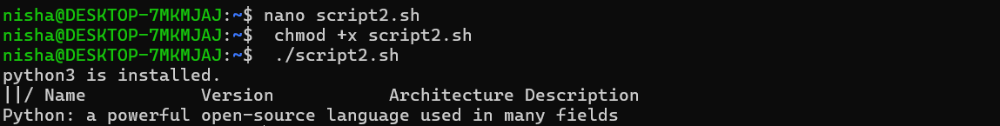 nisha@DESKTOP-7MKMJAJ:~$ nano script2.sh
nisha@DESKTOP-7MKMJAJ:~$  chmod +x script2.sh
nisha@DESKTOP-7MKMJAJ:~$  ./script2.sh
python3 is installed.
||/ Name           Version           Architecture Description
Python: a powerful open-source language used in many fields